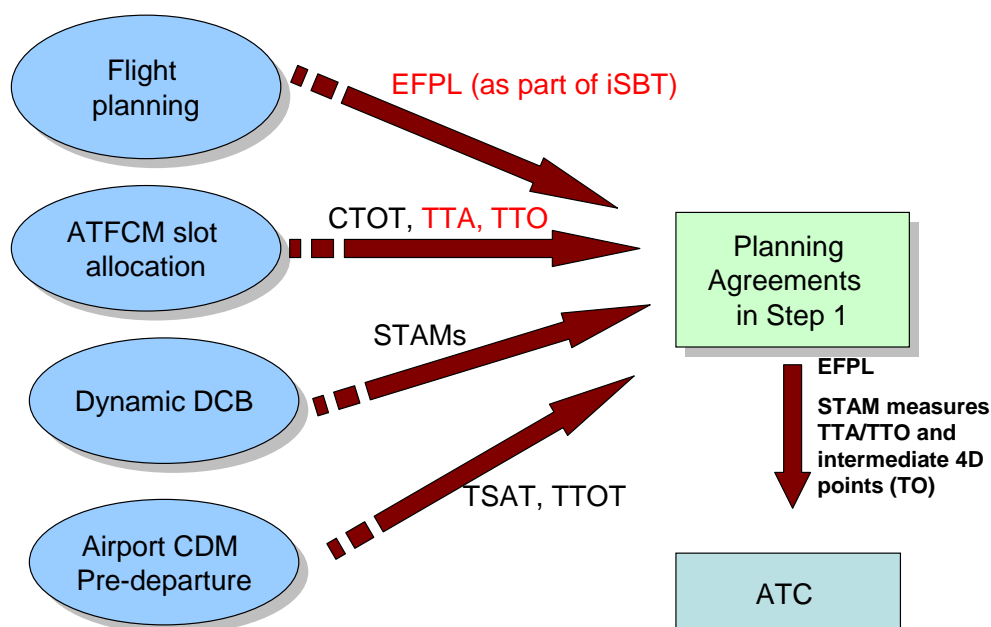 Flight
planning
EFPL (as part of iSBT)
ATFCM slot
allocation
CTOT, TTA, TTO
Planning
Agreements
in Step 1
STAMs
Dynamic DCB
EFPL
STAM measures
TTA/TTO and
intermediate 4D
points (TO)
TSAT, TTOT
Airport CDM
Pre-departure
ATC